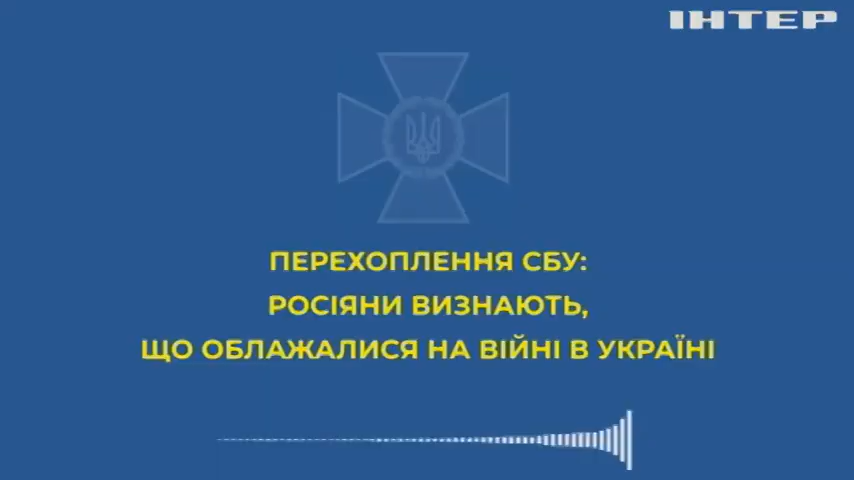 ІНТЕР
ПЕРЕХОПЛЕННЯ СБУ:
РОСІЯНИ ВИЗНАЮТЬ,
ЩО ОБЛАЖАЛИСЯ НА ВІЙНІ В УКРАЇНІ